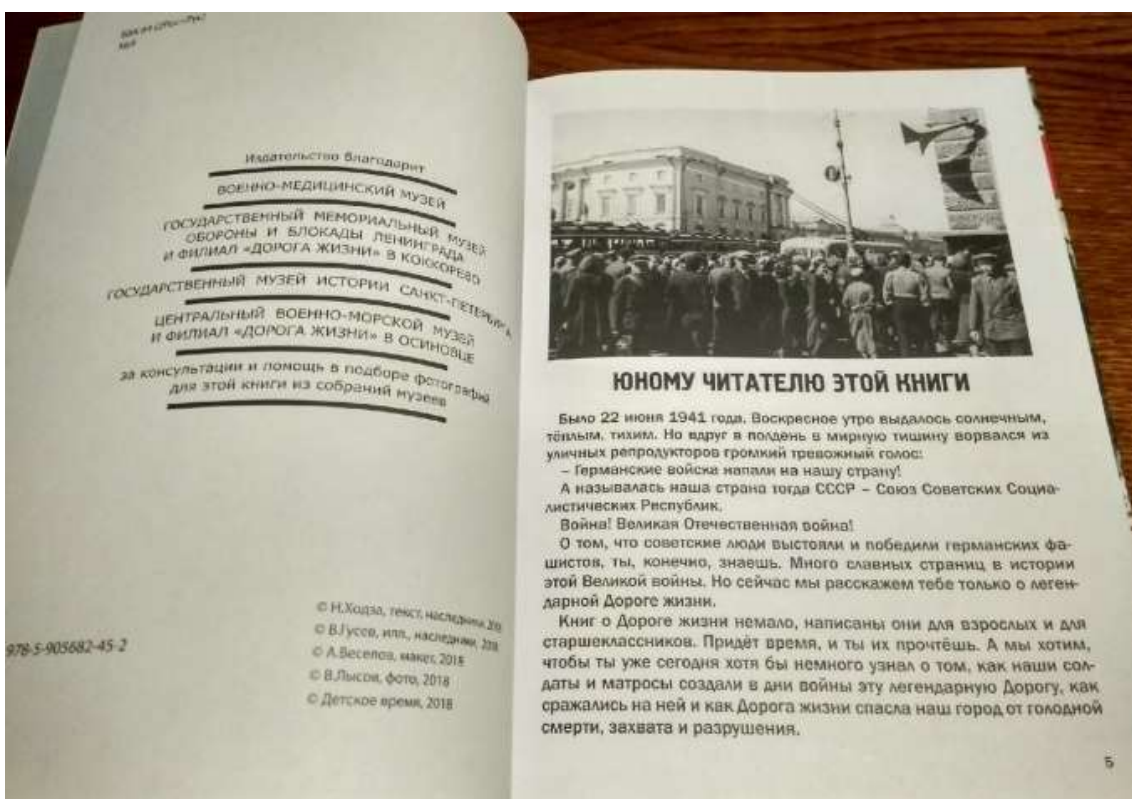 Издательство благодарит
ВОЕННО-МЕДИЦИНСКИЙ МУЗЕЙ
ГОСУДАРСТВЕННЫЙ МЕМОРИАЛЬНЫЙ МУЗЕЙ
ОБОРОНЫ И БЛОКАДЫ ЛЕНИНГРАДА
И ФИЛИАЛ «ДОРОГА ЖИЗНИ» В КОККОРЕВО
ГОСУДАРСТВЕННЫЙ МУЗЕЙ ИСТОРИИ САНКТ-ПЕТЕРБУРГА
ЦЕНТРАЛЬНЫЙ ВОЕННО-МОРСКОЙ МУЗЕЙ
И ФИЛИАЛ «ДОРОГА ЖИЗНИ» В ОСИНОВЦЕ
за консультации и помощь в подборе фотографий
для этой книги из собраний музеев
978-5-905682-45-2
© Н.Ходза, текст, наследники, 2018
© В.Гусев, илл., наследники, 2018
© А.Веселов, макет, 2018
© В.Лысов, фото, 2018
© Детское время, 2018
ЮНОМУ ЧИТАТЕЛЮ ЭТОЙ КНИГИ
Было 22 июня 1941 года. Воскресное утро выдалось солнечным,
тёплым, тихим. Но вдруг в полдень в мирную тишину ворвался из
уличных репродукторов громкий тревожный голос:
– Германские войска напали на нашу страну!
А называлась наша страна тогда СССР – Союз Советских Социа-
листических Республик.
Война! Великая Отечественная война!
О том, что советские люди выстояли и победили германских фа-
шистов, ты, конечно, знаешь. Много славных страниц в истории
этой Великой войны. Но сейчас мы расскажем тебе только о леген-
дарной Дороге жизни.
Книг о Дороге жизни немало, написаны они для взрослых и для
старшеклассников. Придёт время, и ты их прочтёшь. А мы хотим,
чтобы ты уже сегодня хотя бы немного узнал о том, как наши сол-
даты и матросы создали в дни войны эту легендарную Дорогу, как
сражались на ней и как Дорога жизни спасла наш город от голодной
смерти, захвата и разрушения.
5